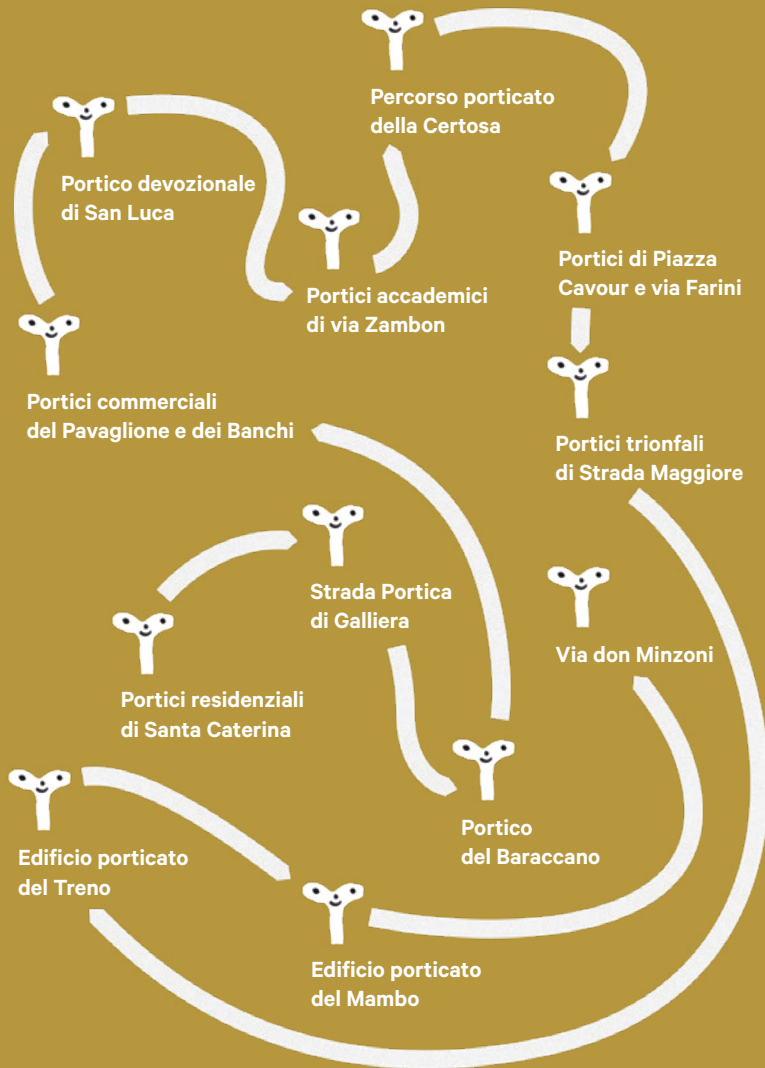 Percorso porticato
della Certosa
Portico devozionale
di San Luca
Portici di Piazza
Cavour e via Farini
Portici accademici
di via Zambon
Portici commerciali
del Pavaglione e dei Banchi
Portici trionfali
di Strada Maggiore
Strada Portica
di Galliera
Via don Minzoni
Portici residenziali
di Santa Caterina
Portico
del Baraccano
Edificio porticato
del Treno
Edificio porticato
del Mambo